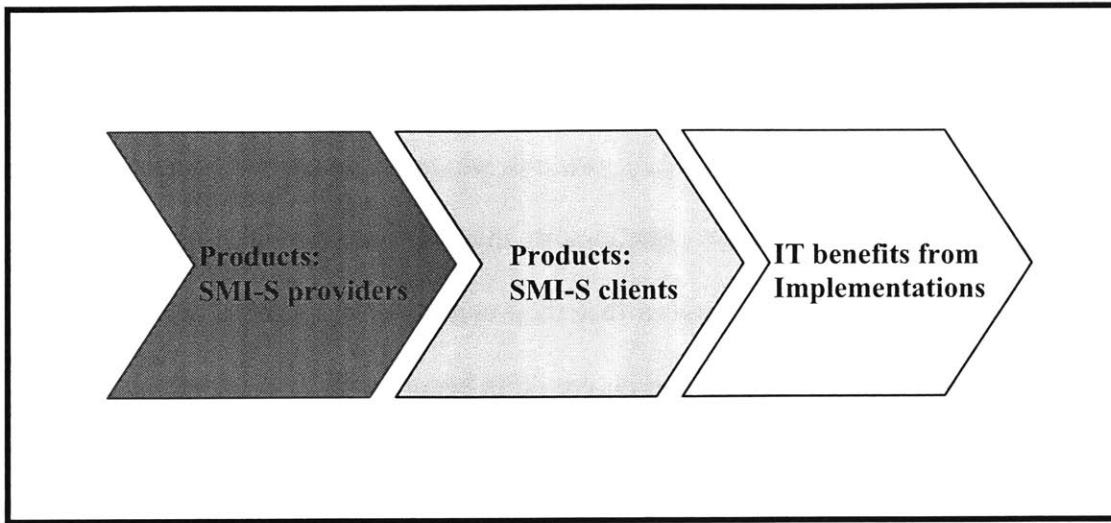 Products:
SMI-S providers
Products:
SMI-S clients
IT benefits from
Implementations